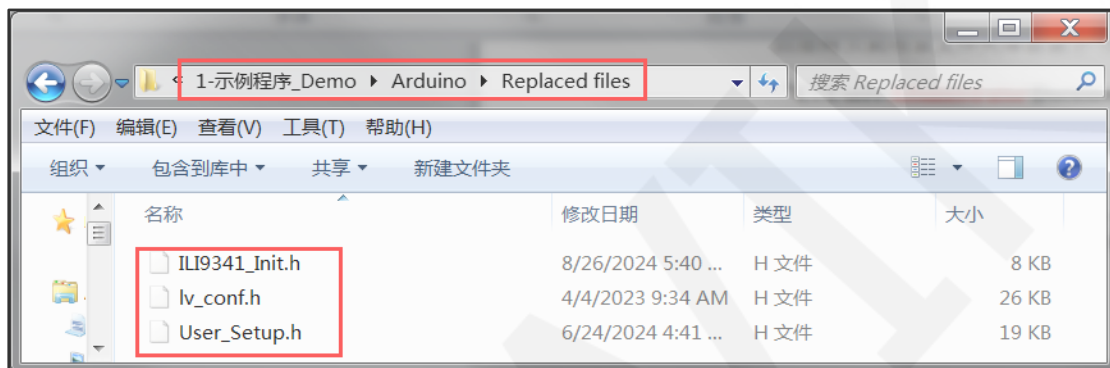 1-示例程序_Demo Arduino Replaced files 搜索 Replaced files
文件(F) 编辑(E) 查看(V) 工具(T) 帮助(H)
组织 包含到库中 共享 新建文件夹
名称 修改日期 类型 大小
ILI9341_Init.h 8/26/2024 5:40 ... H 文件 8 KB
lv_conf.h 4/4/2023 9:34 AM H 文件 26 KB
User_Setup.h 6/24/2024 4:41 ... H 文件 19 KB